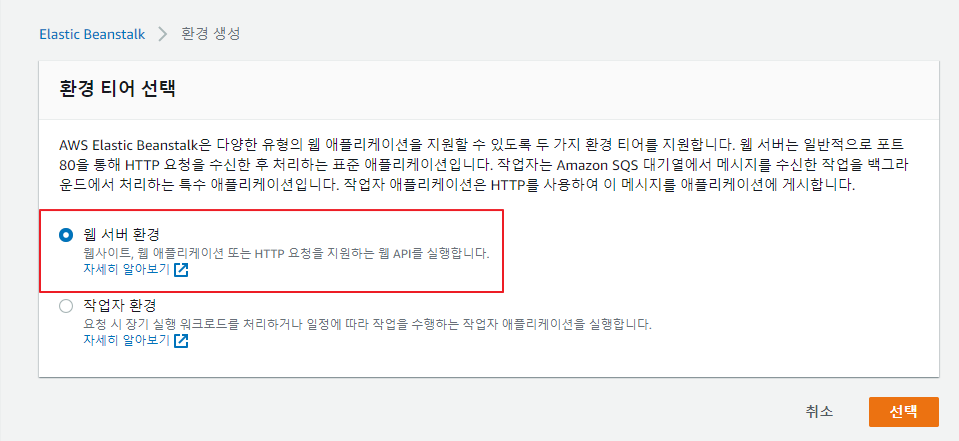 Elastic Beanstalk > 환경 생성
환경 티어 선택
AWS Elastic Beanstalk은 다양한 유형의 웹 애플리케이션을 지원할 수 있도록 두 가지 환경 티어를 지원합니다. 웹 서버는 일반적으로 포트
80을 통해 HTTP 요청을 수신한 후 처리하는 표준 애플리케이션입니다. 작업자는 Amazon SQS 대기열에서 메시지를 수신한 작업을 백그라
운드에서 처리하는 특수 애플리케이션입니다. 작업자 애플리케이션은 HTTP를 사용하여 이 메시지를 애플리케이션에 게시합니다.
웹 서버 환경
웹사이트, 웹 애플리케이션 또는 HTTP 요청을 지원하는 웹 API를 실행합니다.
자세히 알아보기
작업자 환경
요청 시 장기 실행 워크로드를 처리하거나 일정에 따라 작업을 수행하는 작업자 애플리케이션을 실행합니다.
자세히 알아보기
취소
선택